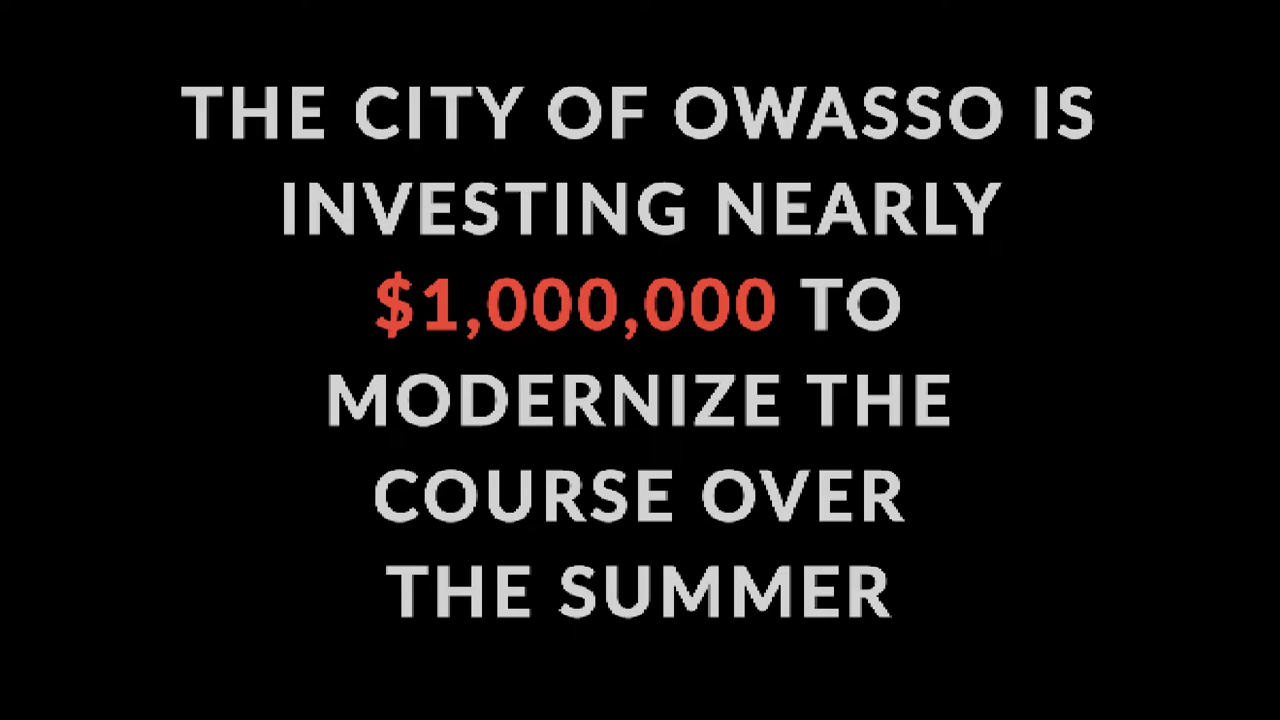 THE CITY OF OWASSO IS
INVESTING NEARLY
$1,000,000 TO
MODERNIZE THE
COURSE OVER
THE SUMMER